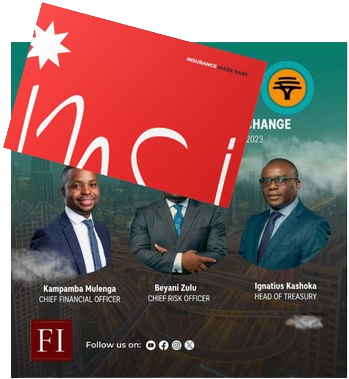 INSURANCE MADE EASY
CHANGE
2023
Kampamba Mulenga
CHIEF FINANCIAL OFFICER
Beyani Zulu
CHIEF RISK OFFICER
Ignatius Kashoka
HEAD OF TREASURY
FI
Follow us on: